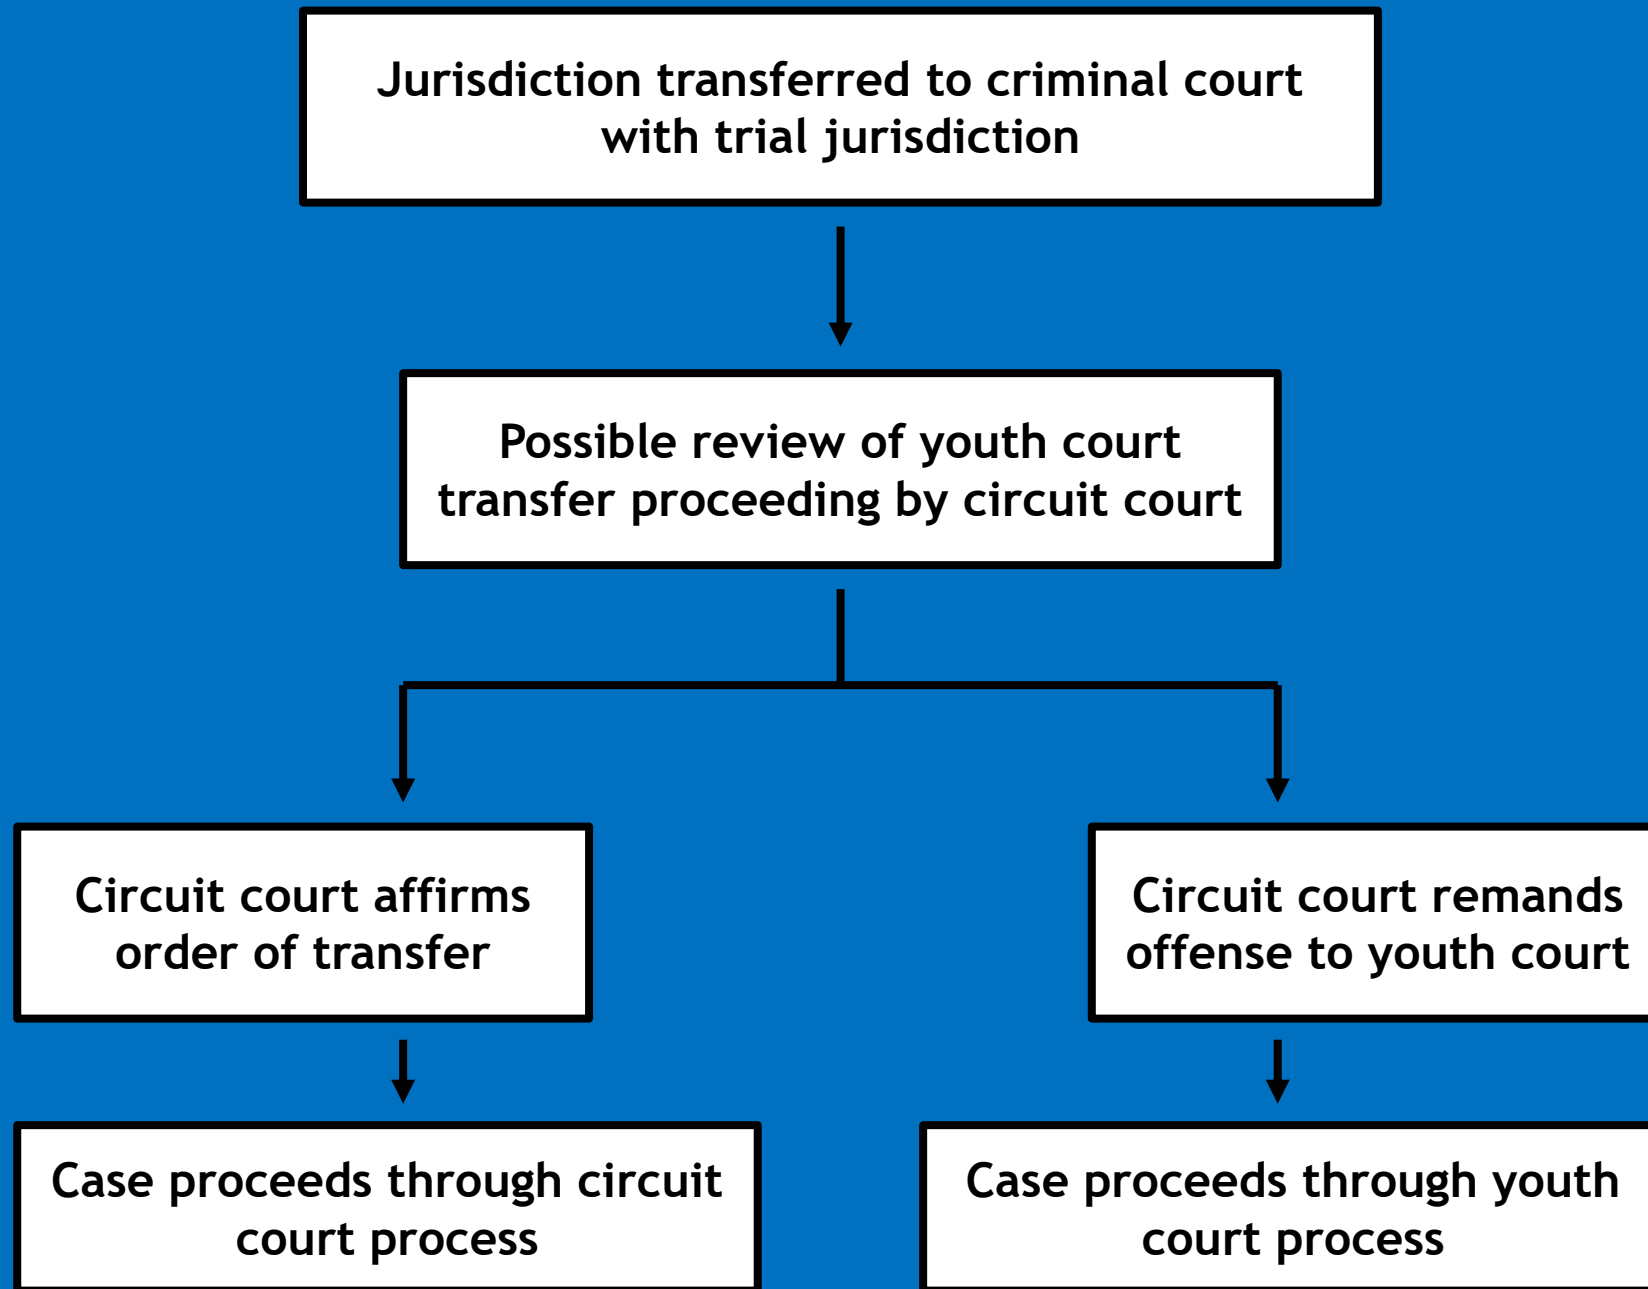 Jurisdiction transferred to criminal court
with trial jurisdiction
Possible review of youth court
transfer proceeding by circuit court
Circuit court affirms
order of transfer
Circuit court remands
offense to youth court
Case proceeds through circuit
court process
Case proceeds through youth
court process